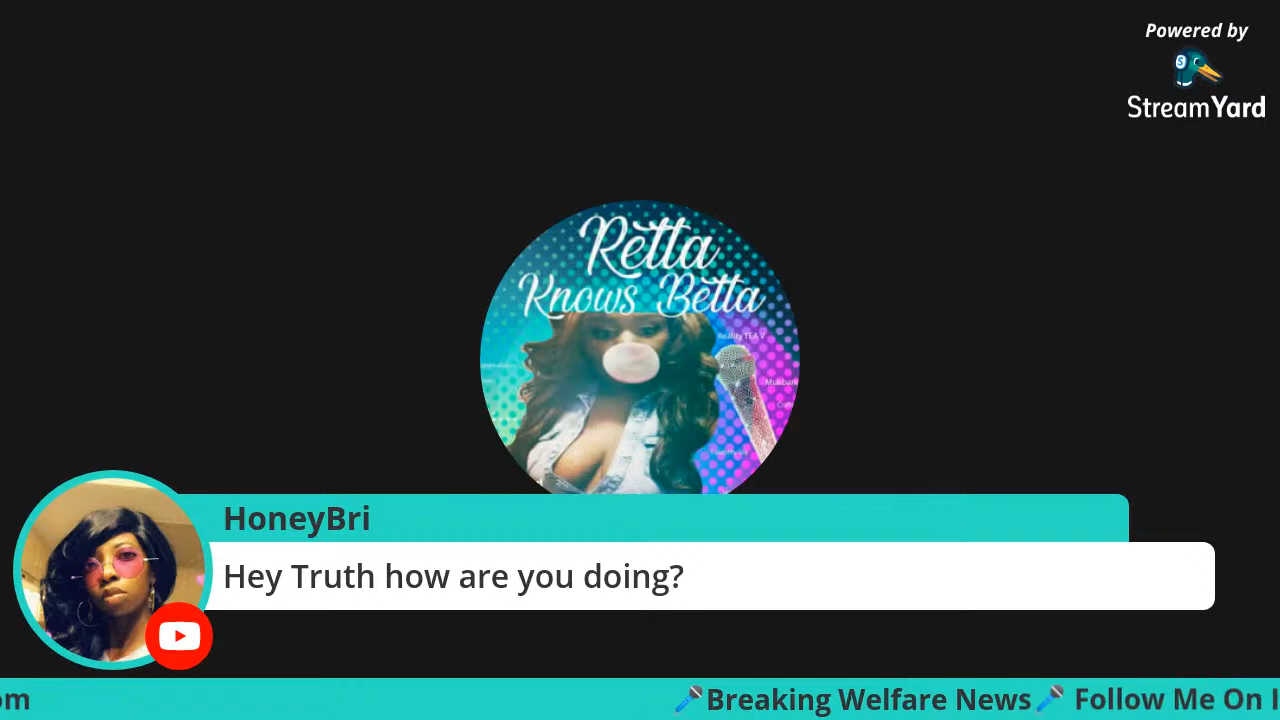 Powered by
StreamYard
Retta
Knows Betta
HoneyBri
Hey Truth how are you doing?
om
🎤Breaking Welfare News🎤 Follow Me On I